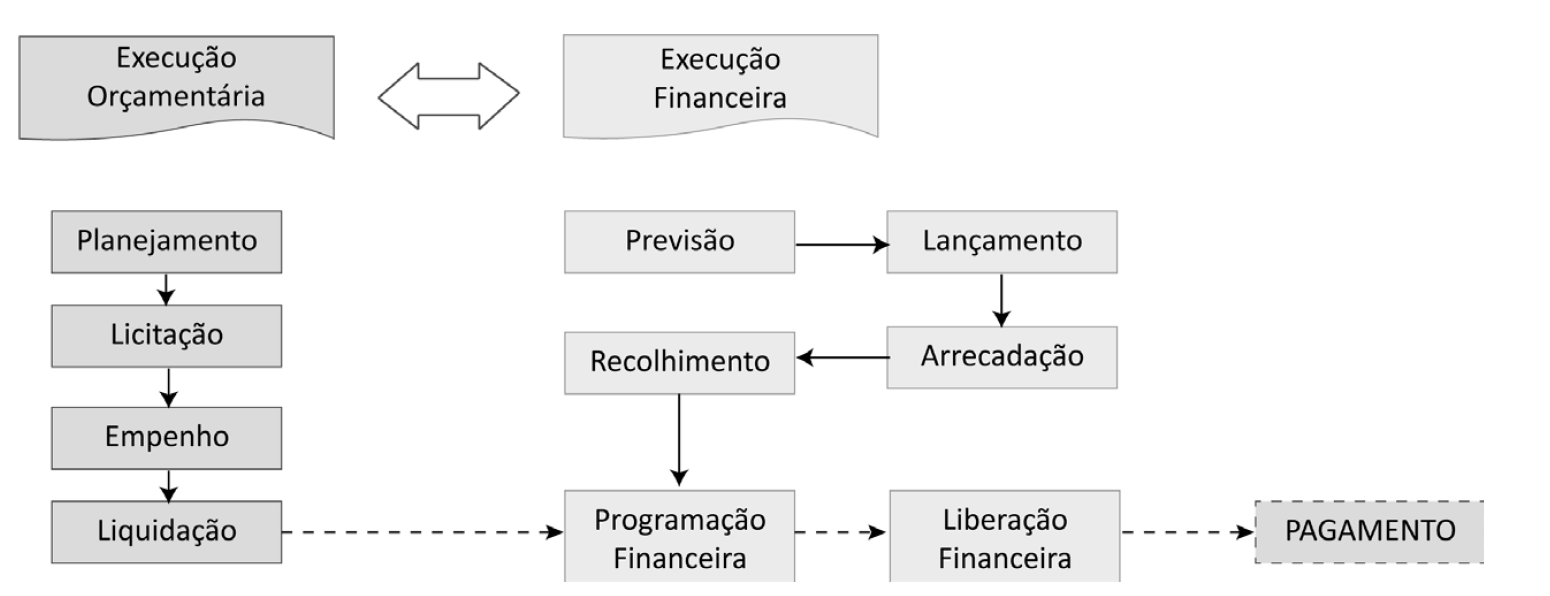 Execução
Orçamentária
Execução
Financeira
Planejamento
Previsão
Lançamento
Licitação
Recolhimento
Arrecadação
Empenho
Liquidação
Programação
Financeira
Liberação
Financeira
PAGAMENTO